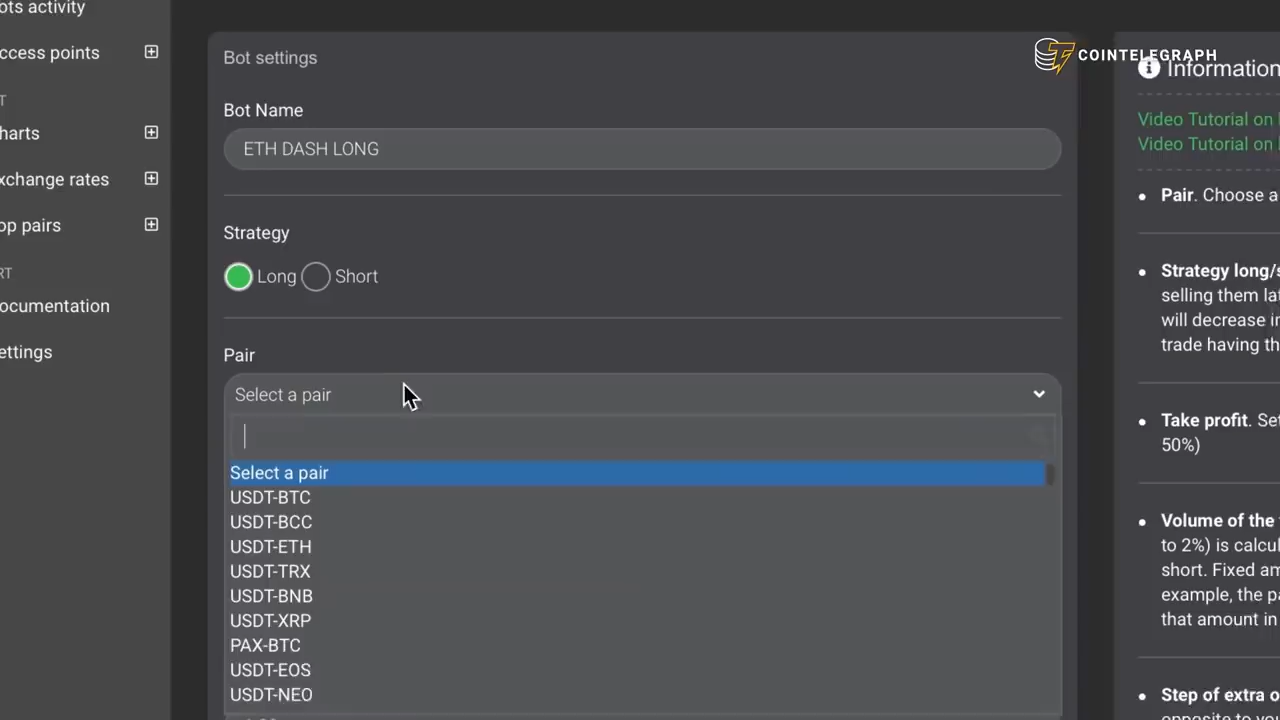 ots activity
ccess points
T
harts
xchange rates
op pairs
RT
ocumentation
ettings
Bot settings
Bot Name
ETH DASH LONG
Strategy
Long Short
Pair
Select a pair
Select a pair
USDT-BTC
USDT-BCC
USDT-ETH
USDT-TRX
USDT-BNB
USDT-XRP
PAX-BTC
USDT-EOS
USDT-NEO
COINTELEGRAPH
Information
Video Tutorial on
Video Tutorial on
Pair. Choose a
Strategy long/s
selling them lat
will decrease in
trade having th
Take profit. Set
50%)
Volume of the
to 2%) is calcul
short. Fixed am
example, the pa
that amount in
Step of extra o
opposite to you